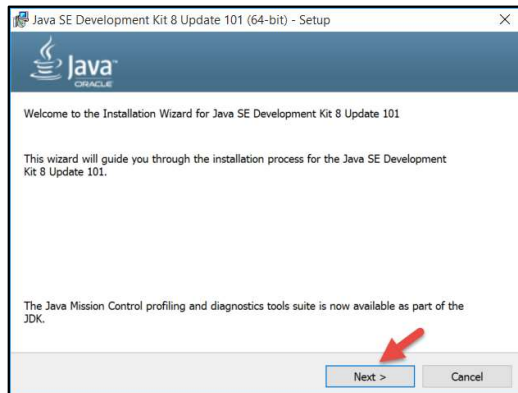 Java SE Development Kit 8 Update 101 (64-bit) - Setup
Java™
ORACLE
Welcome to the Installation Wizard for Java SE Development Kit 8 Update 101
This wizard will guide you through the installation process for the Java SE Development
Kit 8 Update 101.
The Java Mission Control profiling and diagnostics tools suite is now available as part of the
JDK.
Next >
Cancel